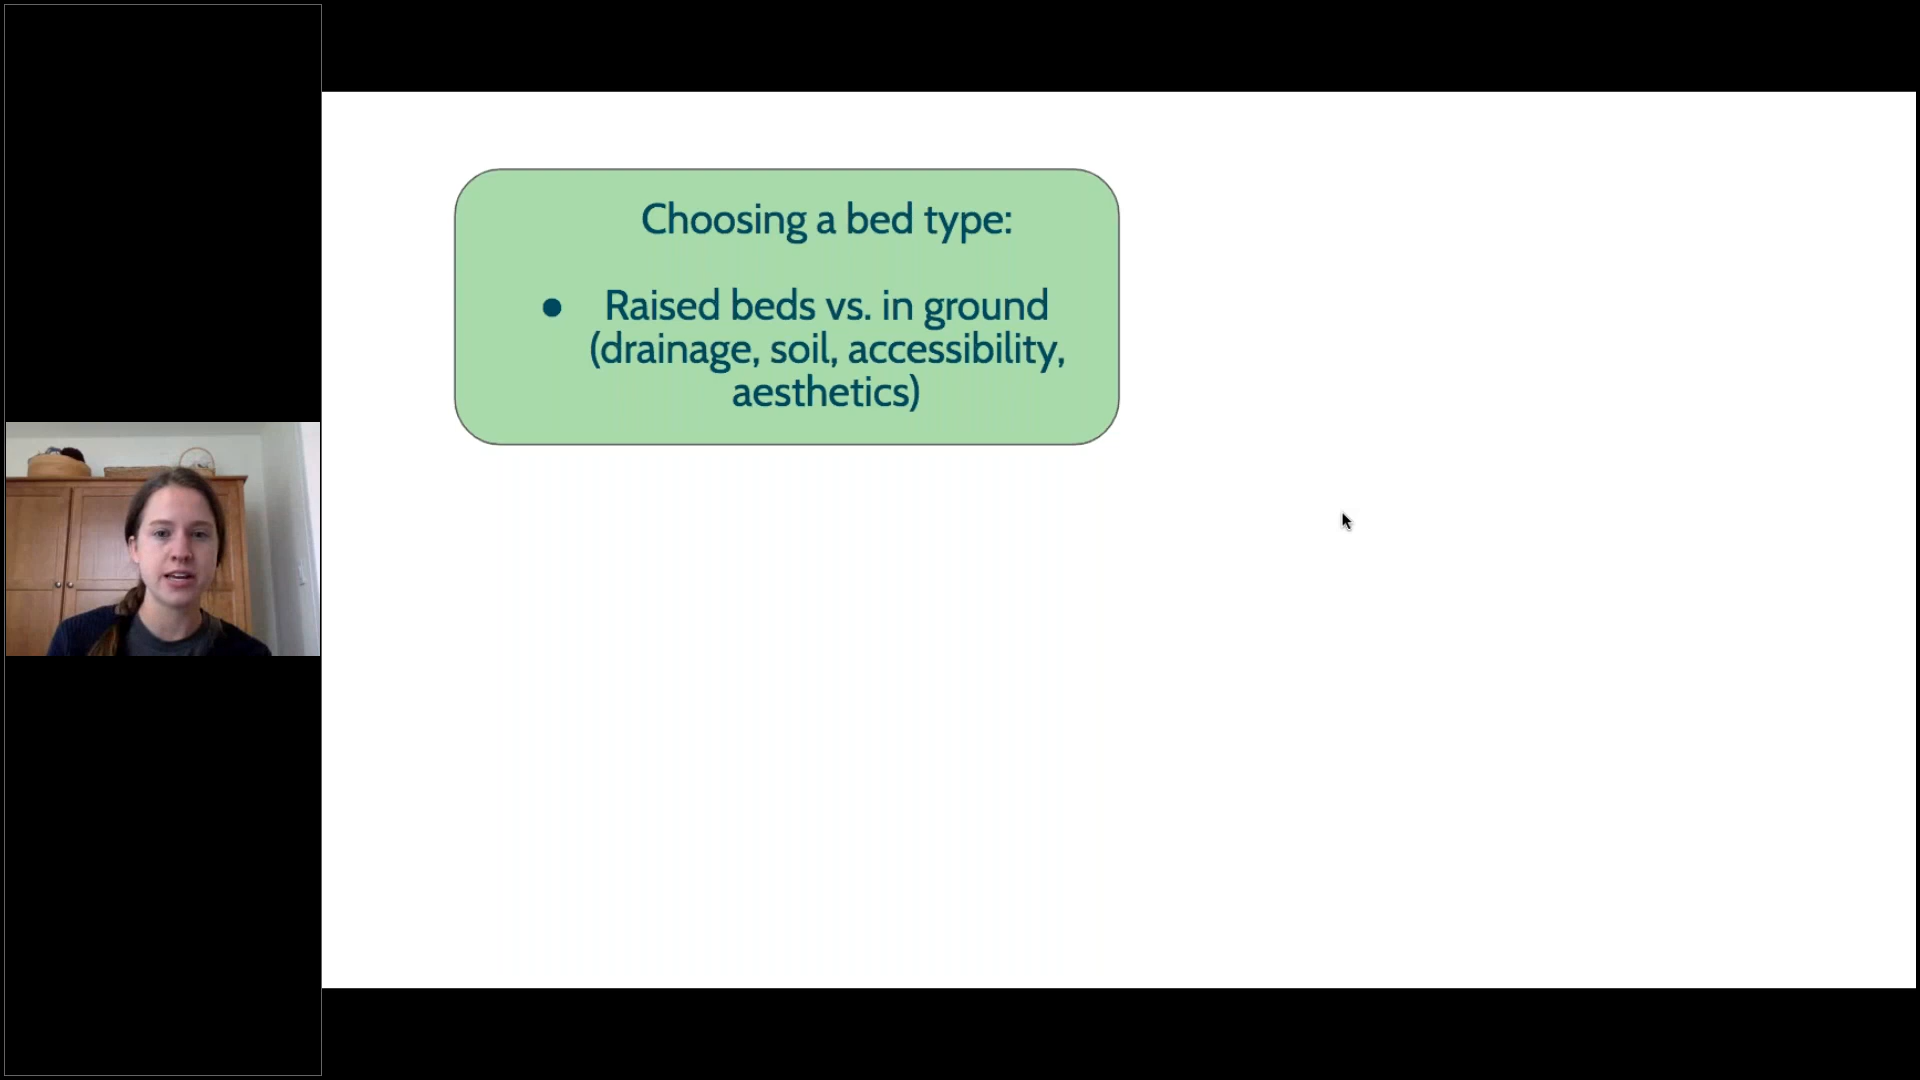 Choosing a bed type:
● Raised beds vs. in ground
(drainage, soil, accessibility,
aesthetics)